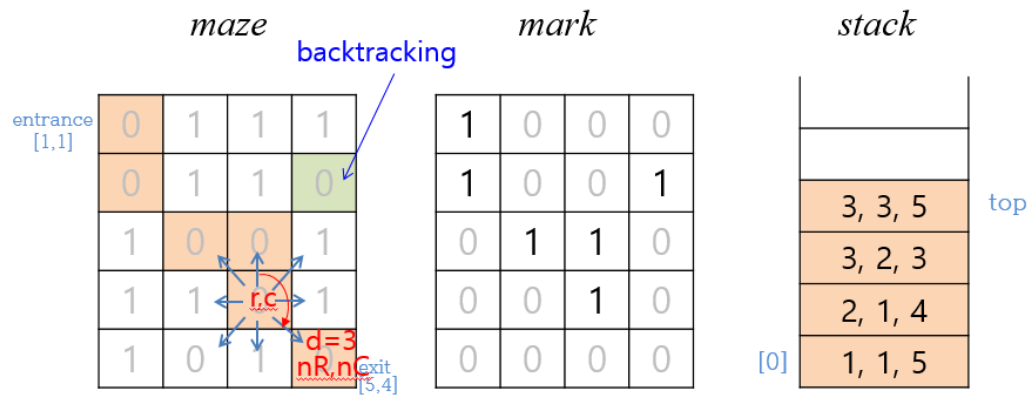 maze
mark
stack
backtracking
entrance
[1,1]
0 1 1 1
0 1 1 0
1 0 0 1
1 1 0 1
1 0 1 0
r,c
d=3
nR,nC
exit
[5,4]
1 0 0 0
1 0 0 1
0 1 1 0
0 0 1 0
0 0 0 0
3, 3, 5
top
3, 2, 3
2, 1, 4
[0]
1, 1, 5